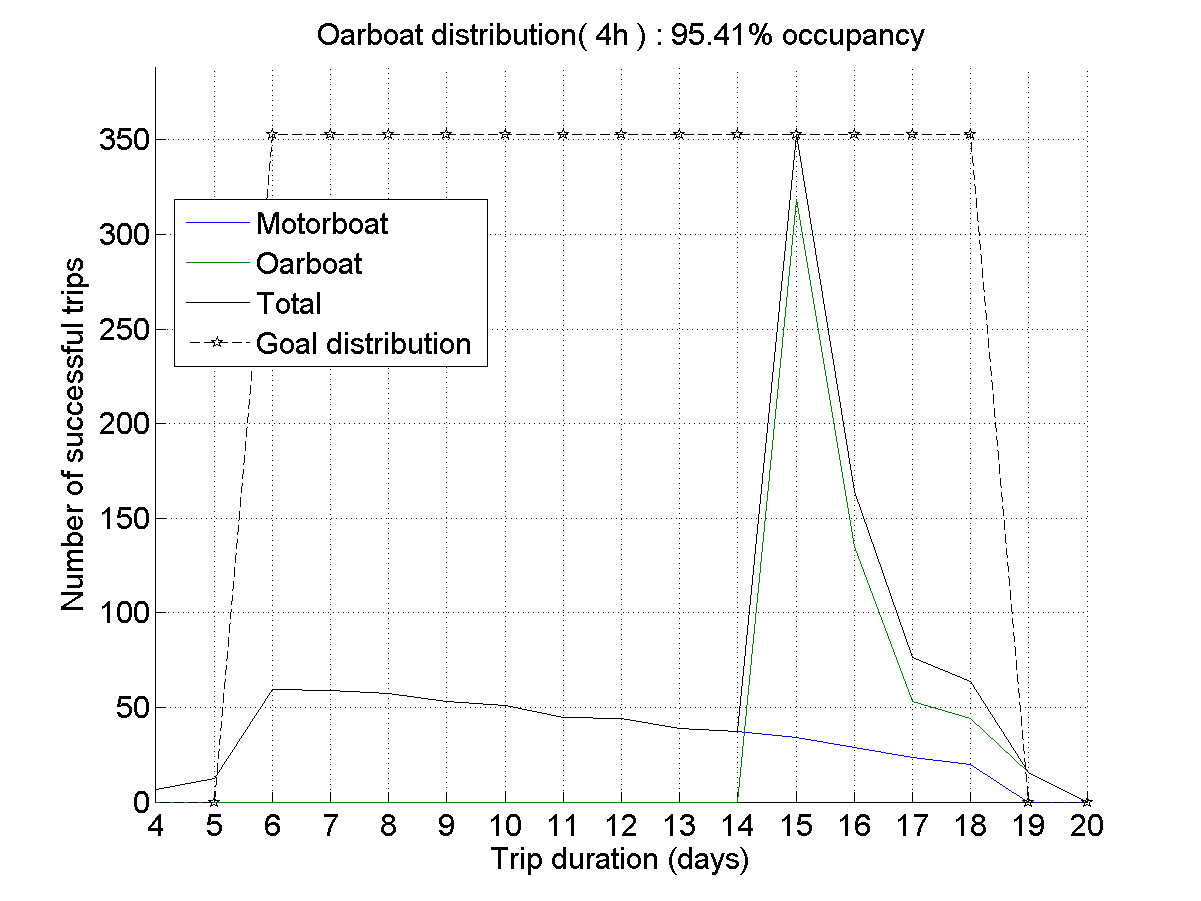 Oarboat distribution( 4h ) : 95.41% occupancy
350
300
250
200
150
100
50
0
Number of successful trips
Motorboat
Oarboat
Total
Goal distribution
4 5 6 7 8 9 10 11 12 13 14 15 16 17 18 19 20
Trip duration (days)